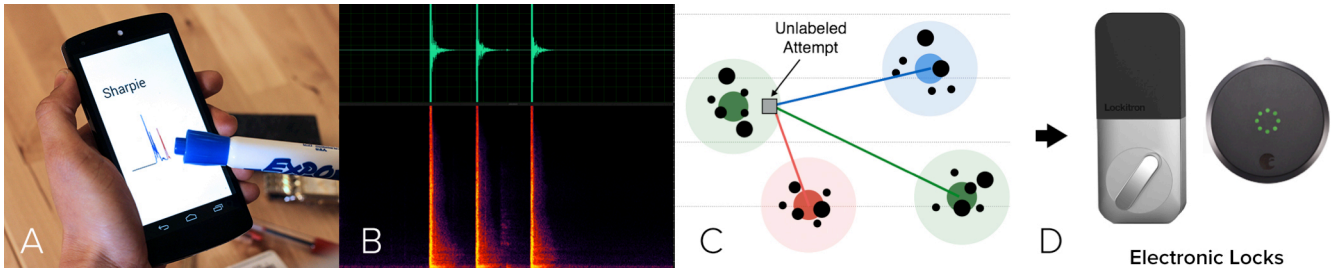 Sharpie
EXPO
A
B
Unlabeled
Attempt
C
Lockitron
D
Electronic Locks